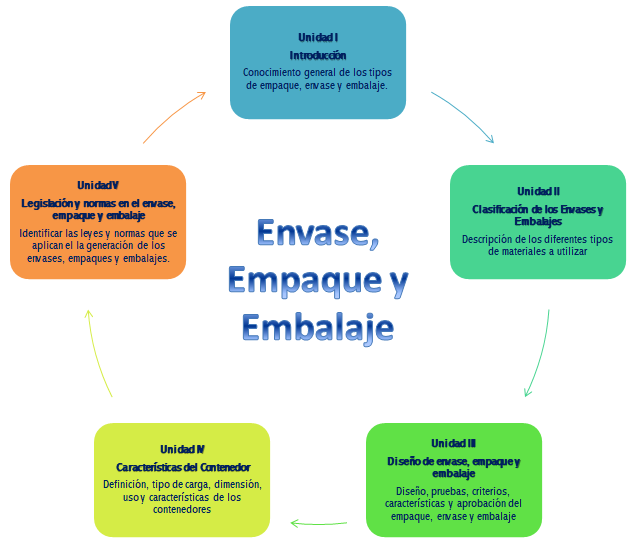 Unidad I
Introducción
Conocimiento general de los tipos
de empaque, envase y embalaje.
Unidad II
Clasificación de los Envases y
Embalajes
Descripción de los diferentes tipos
de materiales a utilizar
Unidad III
Diseño de envase, empaque y
embalaje
Diseño, pruebas, criterios,
características y aprobación del
empaque, envase y embalaje
Unidad IV
Características del Contenedor
Definición, tipo de carga, dimensión,
uso y características de los
contenedores
Unidad V
Legislación y normas en el envase,
empaque y embalaje
Identificar las leyes y normas que se
aplican el la generación de los
envases, empaques y embalajes.
Envase,
Empaque y
Embalaje